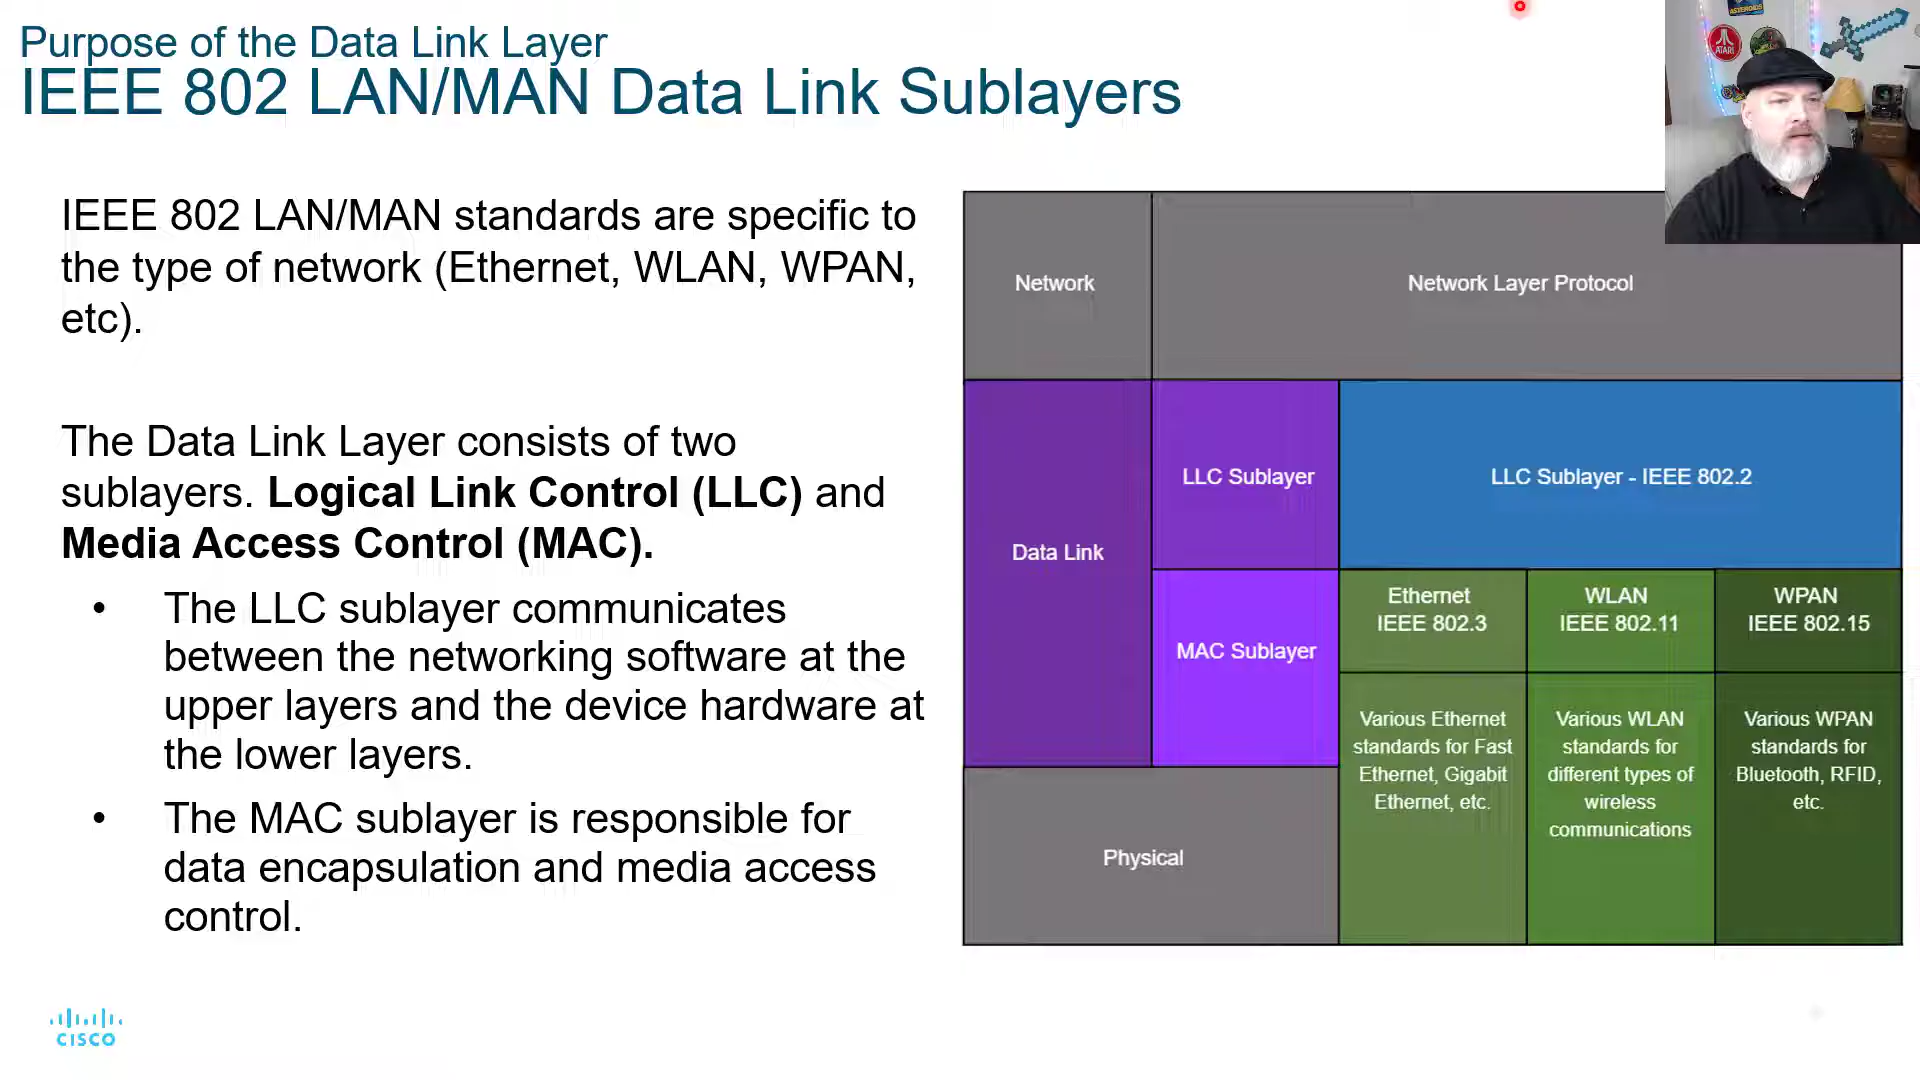 Purpose of the Data Link Layer
IEEE 802 LAN/MAN Data Link Sublayers
IEEE 802 LAN/MAN standards are specific to
the type of network (Ethernet, WLAN, WPAN,
etc).
The Data Link Layer consists of two
sublayers. Logical Link Control (LLC) and
Media Access Control (MAC).
• The LLC sublayer communicates
between the networking software at the
upper layers and the device hardware at
the lower layers.
• The MAC sublayer is responsible for
data encapsulation and media access
control.
Network
Network Layer Protocol
Data Link
LLC Sublayer
LLC Sublayer - IEEE 802.2
MAC Sublayer
Ethernet
IEEE 802.3
WLAN
IEEE 802.11
WPAN
IEEE 802.15
Various Ethernet
standards for Fast
Ethernet, Gigabit
Ethernet, etc.
Various WLAN
standards for
different types of
wireless
communications
Various WPAN
standards for
Bluetooth, RFID,
etc.
Physical
CISCO
ASTEROIDS
ATARI